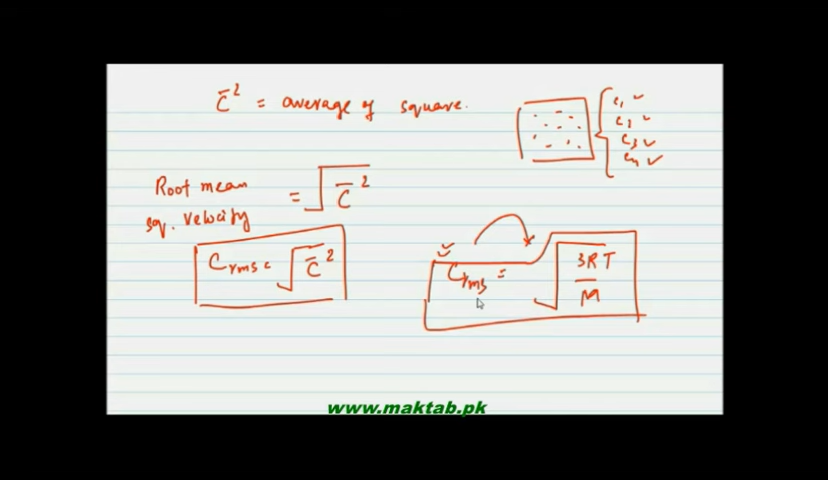 C̄² = average of square.
c₁ ✓
c₂ ✓
c₃ ✓
cₙ ✓
Root mean
sq. velocity = √C̄²
Crms = √C̄²
Crms = √3RT/M
www.maktab.pk